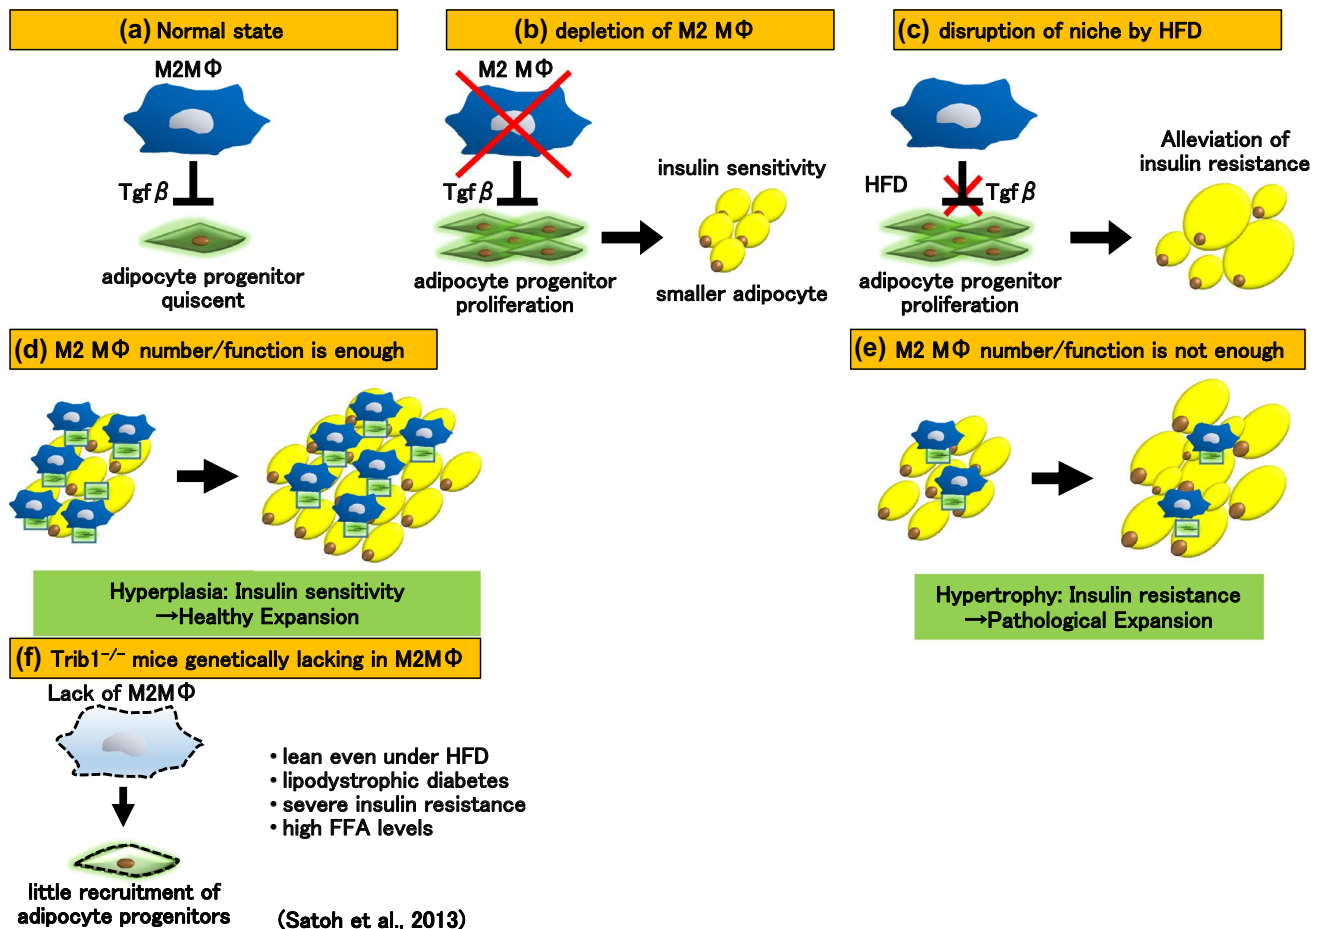 (a) Normal state
M2MΦ
Tgfβ
adipocyte progenitor
quiscent
(b) depletion of M2 MΦ
M2 MΦ
Tgfβ
adipocyte progenitor
proliferation
insulin sensitivity
smaller adipocyte
(c) disruption of niche by HFD
HFD
Tgfβ
adipocyte progenitor
proliferation
Alleviation of
insulin resistance
(d) M2 MΦ number/function is enough
Hyperplasia: Insulin sensitivity
→Healthy Expansion
(e) M2 MΦ number/function is not enough
Hypertrophy: Insulin resistance
→Pathological Expansion
(f) Trib1⁻/⁻ mice genetically lacking in M2MΦ
Lack of M2MΦ
little recruitment of
adipocyte progenitors
・lean even under HFD
・lipodystrophic diabetes
・severe insulin resistance
・high FFA levels
(Satoh et al., 2013)